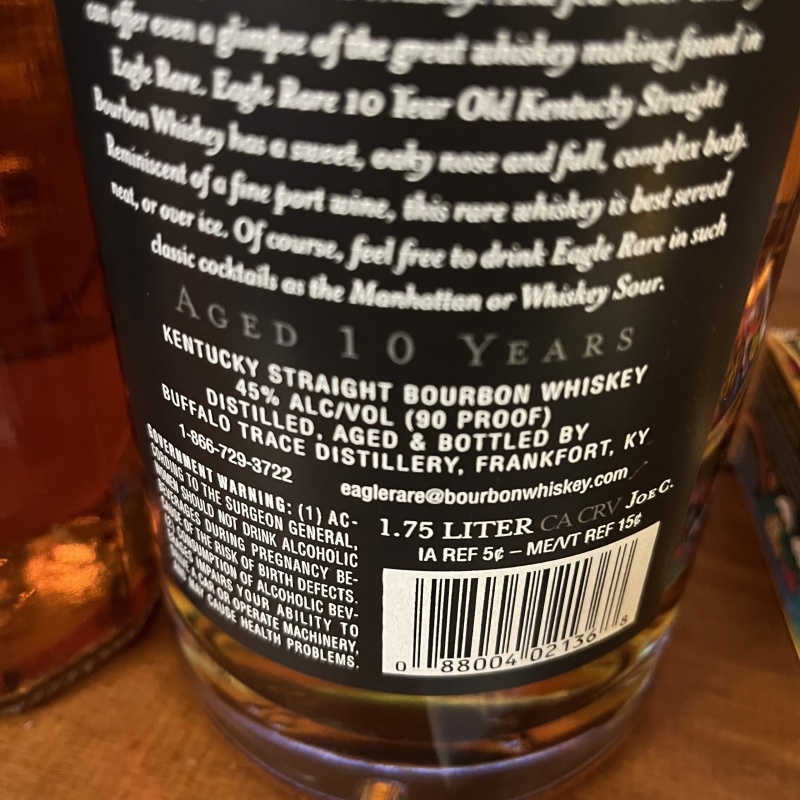 can offer even a glimpse of the great whiskey making found in
Eagle Rare. Eagle Rare 10 Year Old Kentucky Straight
Bourbon Whiskey has a sweet, oaky nose and full, complex body.
Reminiscent of a fine port wine, this rare whiskey is best served
neat, or over ice. Of course, feel free to drink Eagle Rare in such
classic cocktails as the Manhattan or Whiskey Sour.
AGED 10 YEARS
KENTUCKY STRAIGHT BOURBON WHISKEY
45% ALC/VOL (90 PROOF)
DISTILLED, AGED & BOTTLED BY
BUFFALO TRACE DISTILLERY, FRANKFORT, KY
1-866-729-3722
eaglerare@bourbonwhiskey.com
GOVERNMENT WARNING: (1) AC-
CORDING TO THE SURGEON GENERAL,
WOMEN SHOULD NOT DRINK ALCOHOLIC
BEVERAGES DURING PREGNANCY BE-
CAUSE OF THE RISK OF BIRTH DEFECTS.
(2) CONSUMPTION OF ALCOHOLIC BEV-
ERAGES IMPAIRS YOUR ABILITY TO
DRIVE A CAR OR OPERATE MACHINERY,
AND MAY CAUSE HEALTH PROBLEMS.
1.75 LITER CA CRV JOE C.
IA REF 5¢ – ME/VT REF 15¢
0 88004 02136 8